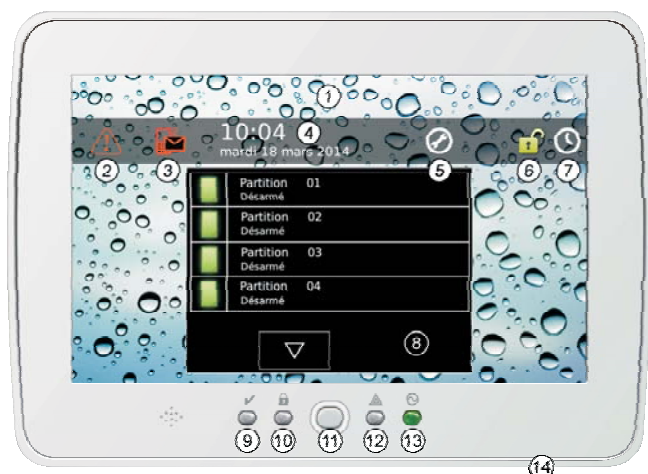 ①
10:04 ④
mardi 18 mars 2014
② ③ ⑤ ⑥ ⑦
Partition 01
Désarmé
Partition 02
Désarmé
Partition 03
Désarmé
Partition 04
Désarmé
⑧
⑨ ⑩ ⑪ ⑫ ⑬
⑭